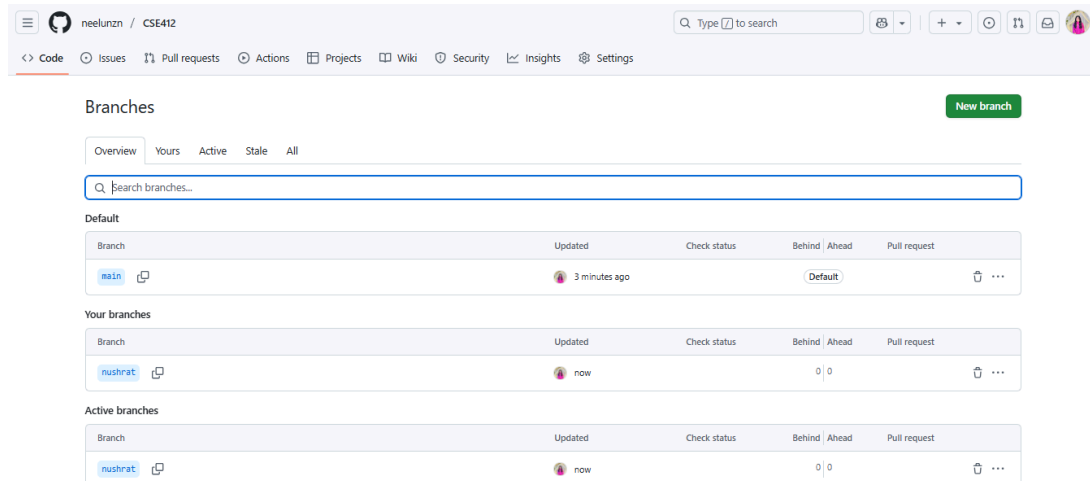 neelunzn / CSE412 Type / to search
Code Issues Pull requests Actions Projects Wiki Security Insights Settings
Branches New branch
Overview Yours Active Stale All
Search branches...
Default
Branch Updated Check status Behind Ahead Pull request
main 3 minutes ago Default
Your branches
Branch Updated Check status Behind Ahead Pull request
nushrat now 0 0
Active branches
Branch Updated Check status Behind Ahead Pull request
nushrat now 0 0